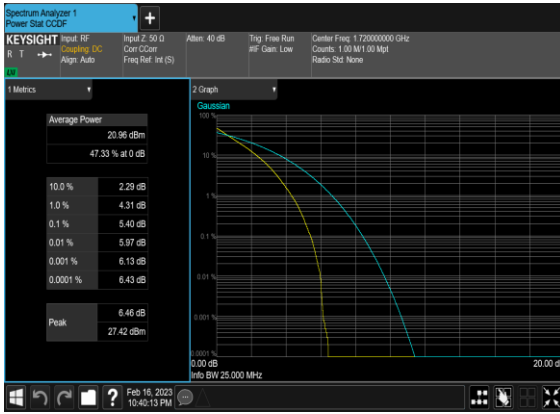 Spectrum Analyzer 1
Power Stat CCDF
+
KEYSIGHT
R T
LVI
Input: RF
Coupling: DC
Align: Auto
Input Z: 50 Ω
Corr CCorr
Freq Ref: Int (S)
Atten: 40 dB
Trig: Free Run
#IF Gain: Low
Center Freq: 1.720000000 GHz
Counts: 1.00 M/1.00 Mpt
Radio Std: None
1 Metrics
Average Power
20.96 dBm
47.33 % at 0 dB
10.0 % 2.29 dB
1.0 % 4.31 dB
0.1 % 5.40 dB
0.01 % 5.97 dB
0.001 % 6.13 dB
0.0001 % 6.43 dB
Peak
6.46 dB
27.42 dBm
2 Graph
Gaussian
100 %
10 %
1 %
0.1 %
0.01 %
0.001 %
0.0001 %
0.00 dB
20.00 d
Info BW 25.000 MHz
?
Feb 16, 2023
10:40:13 PM